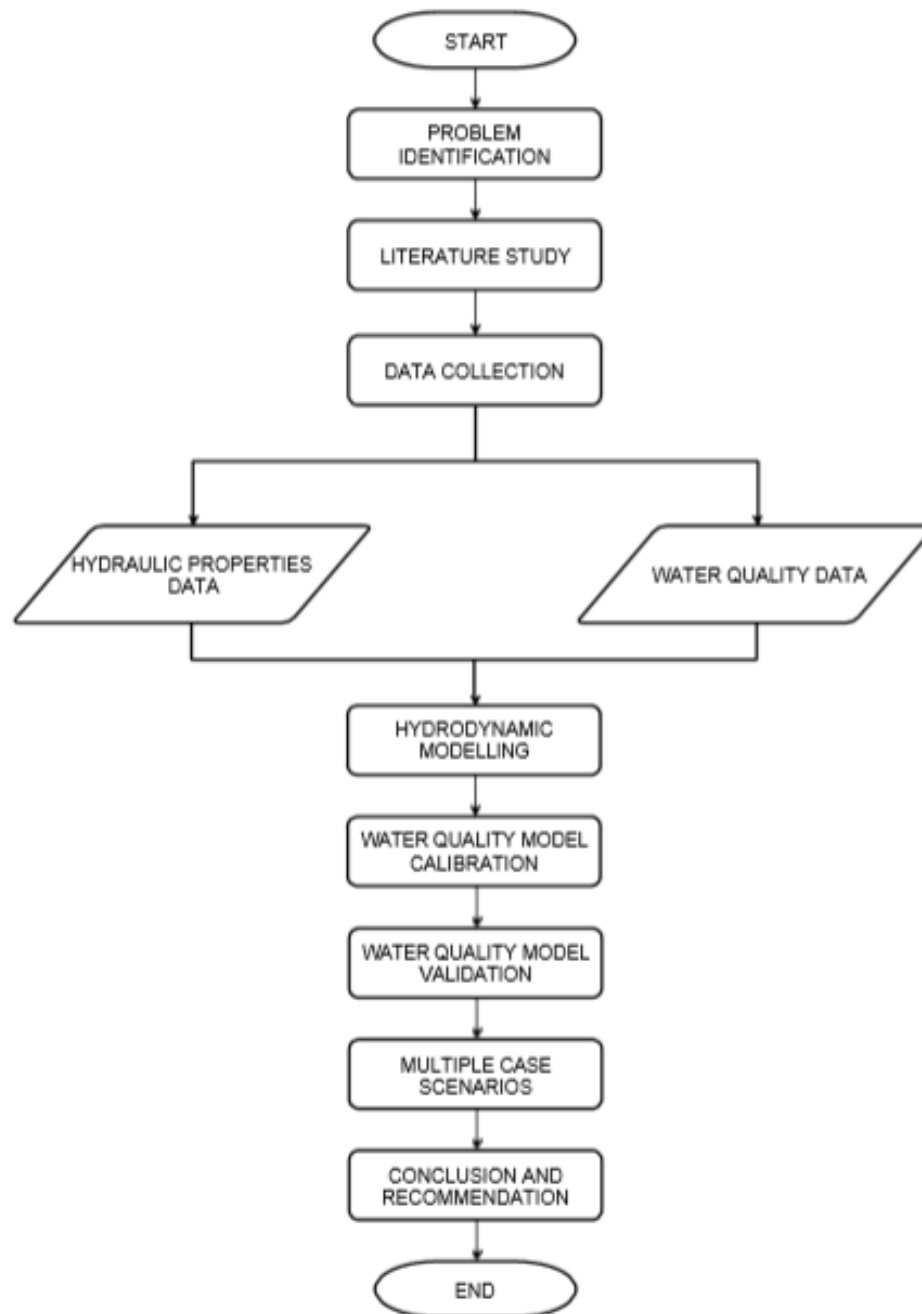 START
PROBLEM
IDENTIFICATION
LITERATURE STUDY
DATA COLLECTION
HYDRAULIC PROPERTIES
DATA
WATER QUALITY DATA
HYDRODYNAMIC
MODELLING
WATER QUALITY MODEL
CALIBRATION
WATER QUALITY MODEL
VALIDATION
MULTIPLE CASE
SCENARIOS
CONCLUSION AND
RECOMMENDATION
END